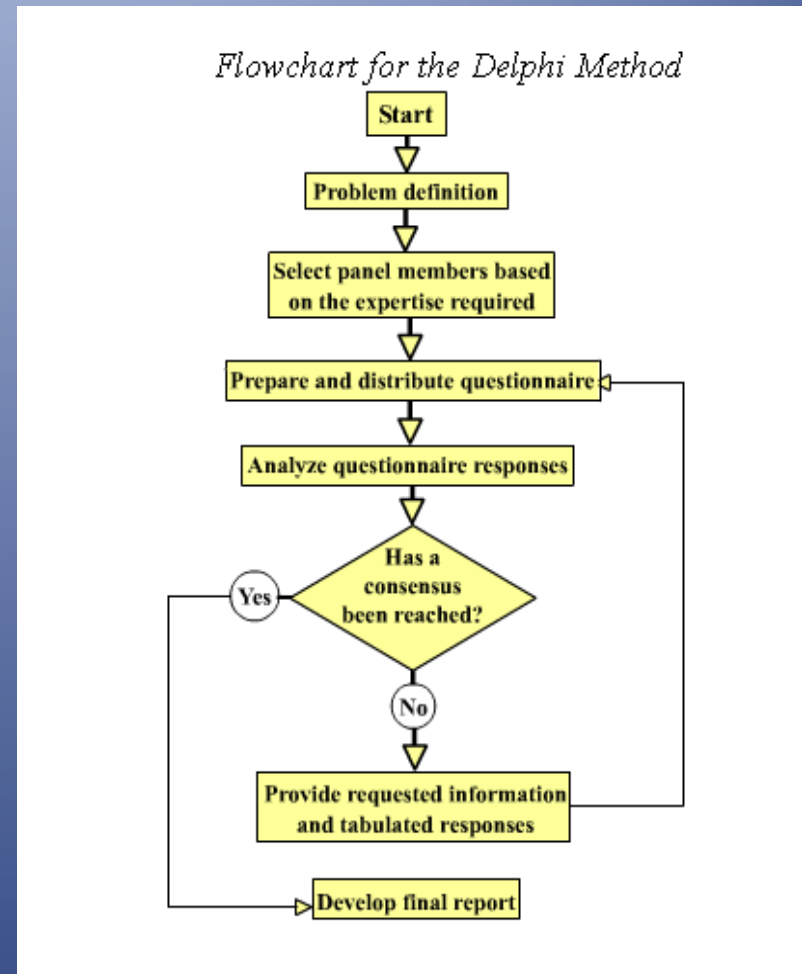 Flowchart for the Delphi Method
Start
Problem definition
Select panel members based
on the expertise required
Prepare and distribute questionnaire
Analyze questionnaire responses
Has a
consensus
been reached?
Yes
No
Provide requested information
and tabulated responses
Develop final report